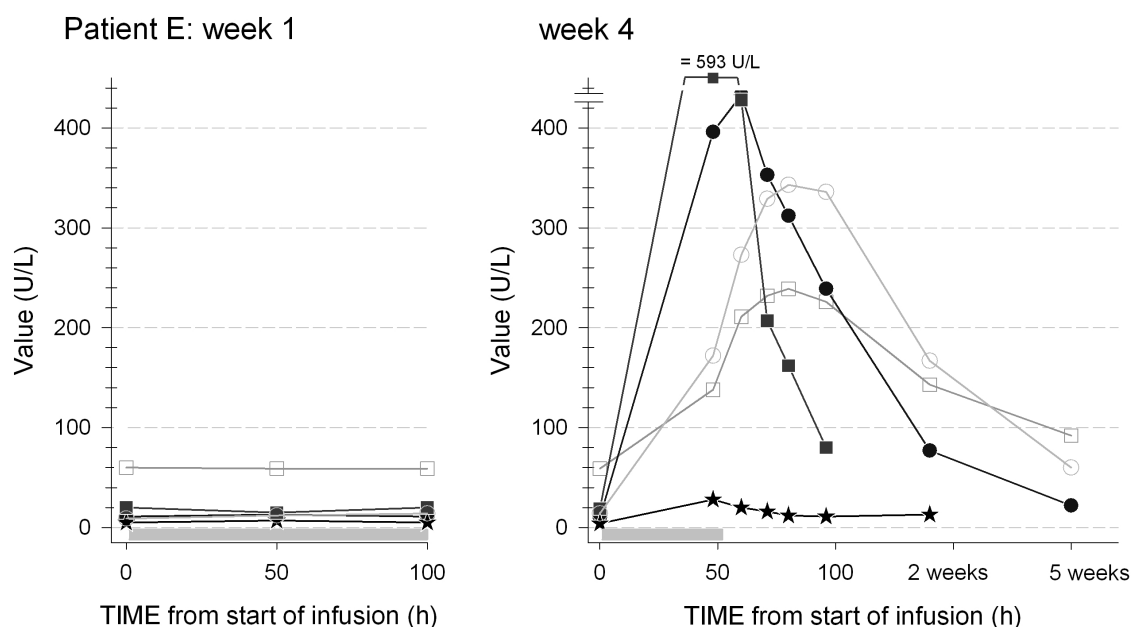 Patient E: week 1
week 4
= 593 U/L
400
300
200
100
0
Value (U/L)
0 50 100
TIME from start of infusion (h)
400
300
200
100
0
Value (U/L)
0 50 100 2 weeks 5 weeks
TIME from start of infusion (h)